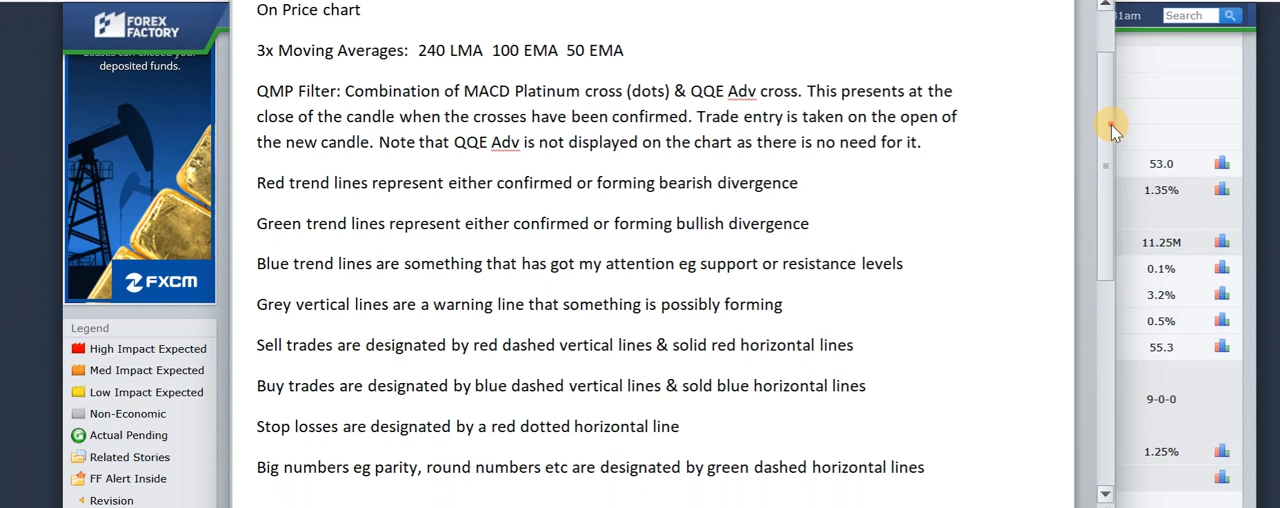 FOREX
FACTORY
deposited funds.
FXCM
Legend
High Impact Expected
Med Impact Expected
Low Impact Expected
Non-Economic
Actual Pending
Related Stories
FF Alert Inside
Revision
On Price chart
3x Moving Averages: 240 LMA 100 EMA 50 EMA
QMP Filter: Combination of MACD Platinum cross (dots) & QQE Adv cross. This presents at the
close of the candle when the crosses have been confirmed. Trade entry is taken on the open of
the new candle. Note that QQE Adv is not displayed on the chart as there is no need for it.
Red trend lines represent either confirmed or forming bearish divergence
Green trend lines represent either confirmed or forming bullish divergence
Blue trend lines are something that has got my attention eg support or resistance levels
Grey vertical lines are a warning line that something is possibly forming
Sell trades are designated by red dashed vertical lines & solid red horizontal lines
Buy trades are designated by blue dashed vertical lines & sold blue horizontal lines
Stop losses are designated by a red dotted horizontal line
Big numbers eg parity, round numbers etc are designated by green dashed horizontal lines
Search
53.0
1.35%
11.25M
0.1%
3.2%
0.5%
55.3
9-0-0
1.25%